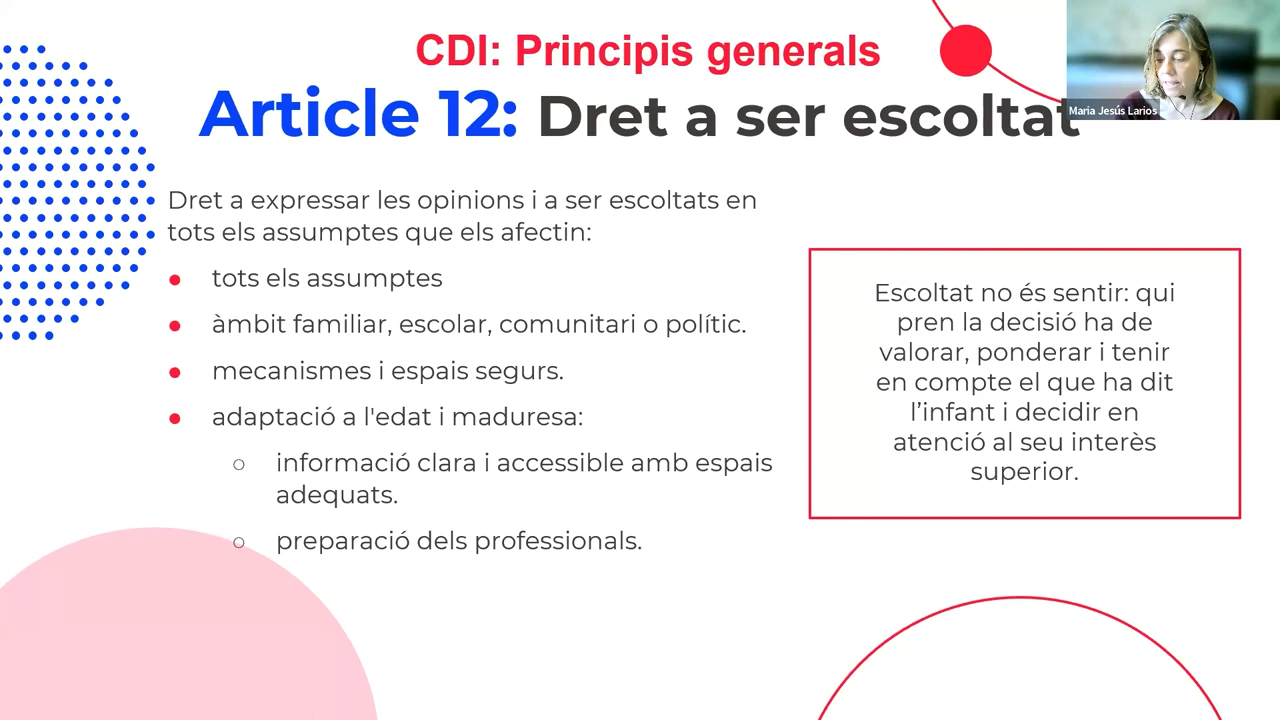 CDI: Principis generals
Article 12: Dret a ser escoltat
Maria Jesús Larios
Dret a expressar les opinions i a ser escoltats en
tots els assumptes que els afectin:
● tots els assumptes
● àmbit familiar, escolar, comunitari o polític.
● mecanismes i espais segurs.
● adaptació a l'edat i maduresa:
○ informació clara i accessible amb espais
adequats.
○ preparació dels professionals.
Escoltat no és sentir: qui
pren la decisió ha de
valorar, ponderar i tenir
en compte el que ha dit
l’infant i decidir en
atenció al seu interès
superior.